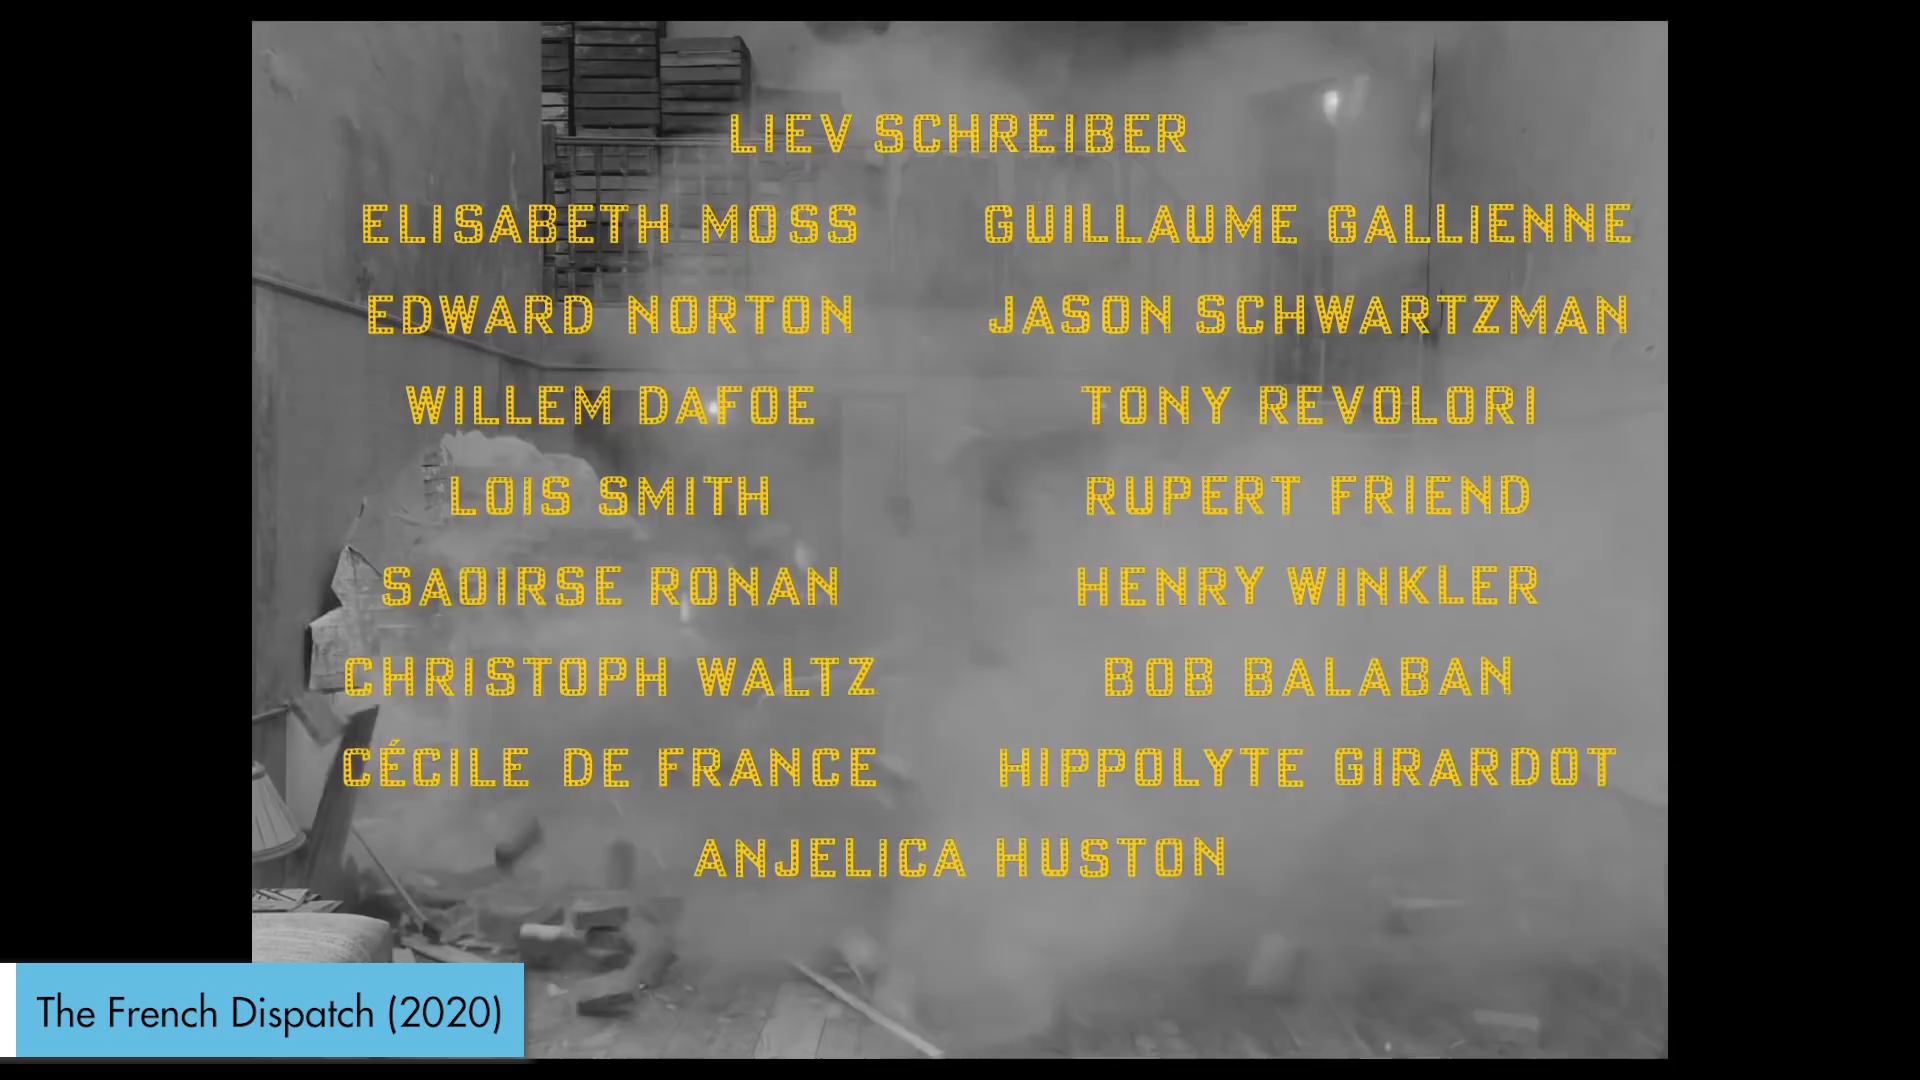 LIEV SCHREIBER
ELISABETH MOSS GUILLAUME GALLIENNE
EDWARD NORTON JASON SCHWARTZMAN
WILLEM DAFOE TONY REVOLORI
LOIS SMITH RUPERT FRIEND
SAOIRSE RONAN HENRY WINKLER
CHRISTOPH WALTZ BOB BALABAN
CÉCILE DE FRANCE HIPPOLYTE GIRARDOT
ANJELICA HUSTON
The French Dispatch (2020)